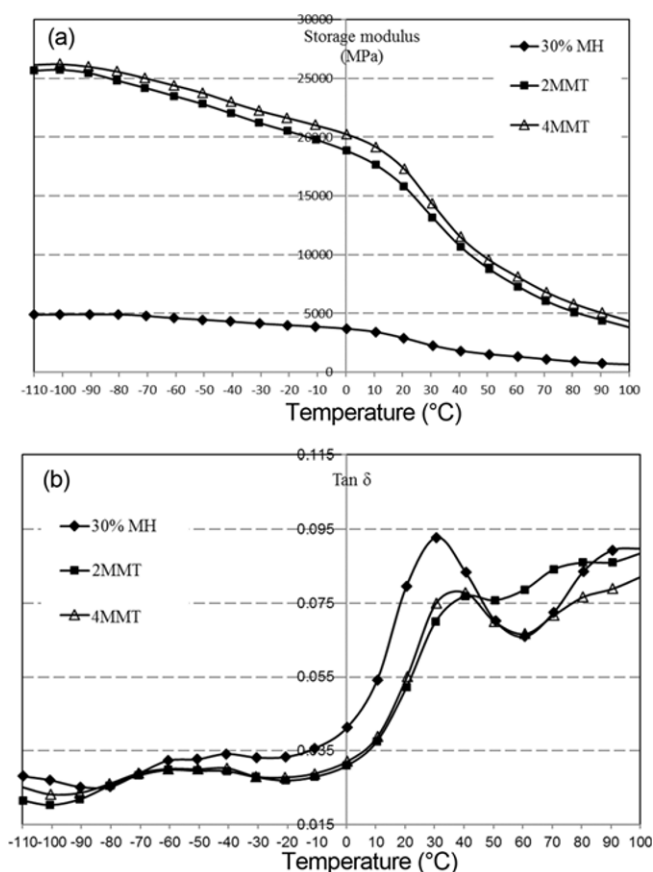 (a)
Storage modulus
(MPa)
30% MH
2MMT
4MMT
30000
25000
20000
15000
10000
5000
0
-110 -100 -90 -80 -70 -60 -50 -40 -30 -20 -10 0 10 20 30 40 50 60 70 80 90 100
Temperature (°C)
(b)
Tan δ
30% MH
2MMT
4MMT
0.115
0.095
0.075
0.055
0.035
0.015
-110 -100 -90 -80 -70 -60 -50 -40 -30 -20 -10 0 10 20 30 40 50 60 70 80 90 100
Temperature (°C)